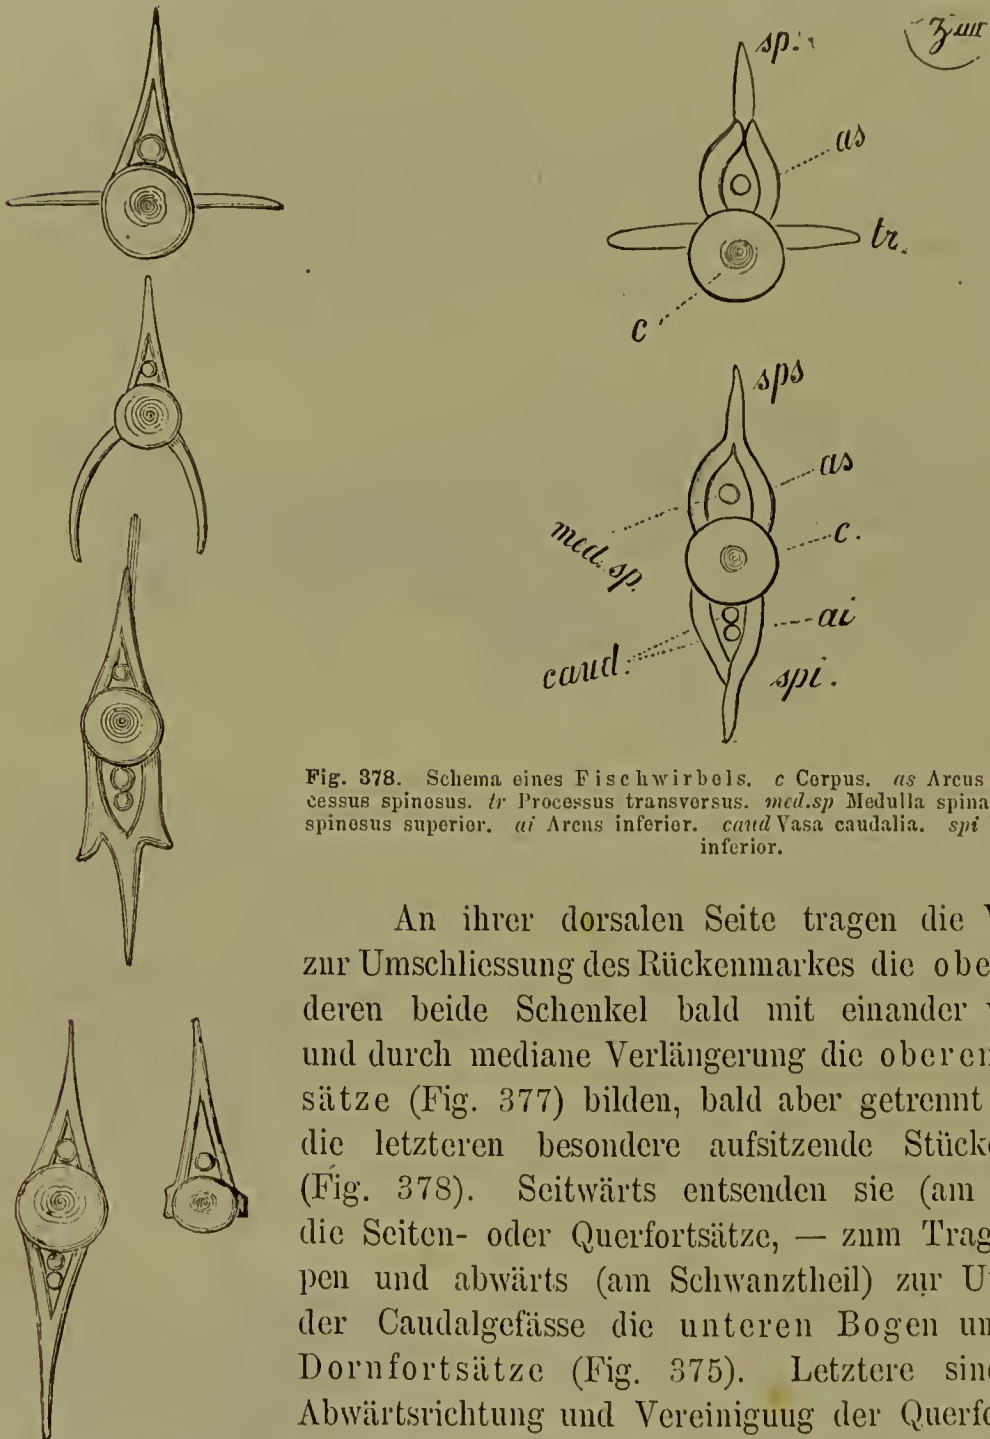 zur
sp.
as
tr.
c
sps
as
med. sp.
c.
caud.
ai
spi.
Fig. 378. Schema eines Fischwirbels. c Corpus. as Arcus
cessus spinosus. tr Processus transversus. med.sp Medulla spina
spinosus superior. ai Arcus inferior. caud Vasa caudalia. spi
inferior.
An ihrer dorsalen Seite tragen die
zur Umschliessung des Rückenmarkes die obe
deren beide Schenkel bald mit einander
und durch mediane Verlängerung die oberen
sätze (Fig. 377) bilden, bald aber getrennt
die letzteren besondere aufsitzende Stück
(Fig. 378). Seitwärts entsenden sie (am
die Seiten- oder Querfortsätze, — zum Trag
pen und abwärts (am Schwanztheil) zur U
der Caudalgefässe die unteren Bogen un
Dornfortsätze (Fig. 375). Letztere sin
Abwärtsrichtung und Vereinigung der Querfo